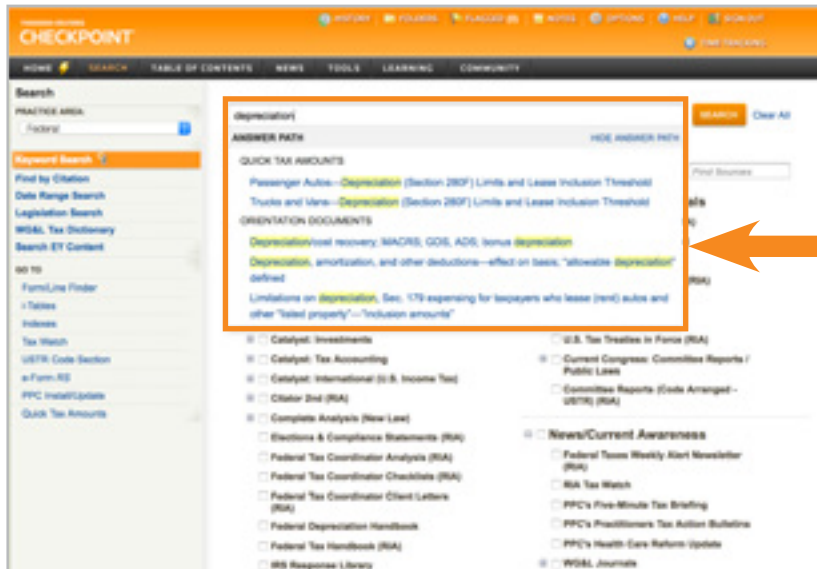 THOMSON REUTERS
CHECKPOINT
HISTORY FOLDERS FLAGGED NOTES OPTIONS HELP SIGN OUT
TIME TRACKING
HOME SEARCH TABLE OF CONTENTS NEWS TOOLS LEARNING COMMUNITY
Search
PRACTICE AREA:
Federal
Keyword Search
Find by Citation
Date Range Search
Legislation Search
WG&L Tax Dictionary
Search EY Content
GO TO
Form/Line Finder
i-Tables
Indexes
Tax Watch
USTR Code Section
e-Form RS
PPC Install/Update
Quick Tax Amounts
depreciation
SEARCH Clear All
ANSWER PATH HIDE ANSWER PATH
QUICK TAX AMOUNTS
Passenger Autos—Depreciation (Section 280F) Limits and Lease Inclusion Threshold
Trucks and Vans—Depreciation (Section 280F) Limits and Lease Inclusion Threshold
ORIENTATION DOCUMENTS
Depreciation/cost recovery; MACRS; GDS, ADS; bonus depreciation
Depreciation, amortization, and other deductions—effect on basis; "allowable depreciation"
defined
Limitations on depreciation, Sec. 179 expensing for taxpayers who lease (rent) autos and
other "listed property"—"inclusion amounts"
Find Sources
als
(RIA)
Catalyst: Investments
Catalyst: Tax Accounting
Catalyst: International (U.S. Income Tax)
Citator 2nd (RIA)
Complete Analysis (New Law)
Elections & Compliance Statements (RIA)
Federal Tax Coordinator Analysis (RIA)
Federal Tax Coordinator Checklists (RIA)
Federal Tax Coordinator Client Letters
(RIA)
Federal Depreciation Handbook
Federal Tax Handbook (RIA)
IRS Response Library
U.S. Tax Treaties in Force (RIA)
Current Congress: Committee Reports /
Public Laws
Committee Reports (Code Arranged -
USTR) (RIA)
News/Current Awareness
Federal Taxes Weekly Alert Newsletter
(RIA)
RIA Tax Watch
PPC's Five-Minute Tax Briefing
PPC's Practitioners Tax Action Bulletins
PPC's Health Care Reform Update
WG&L Journals